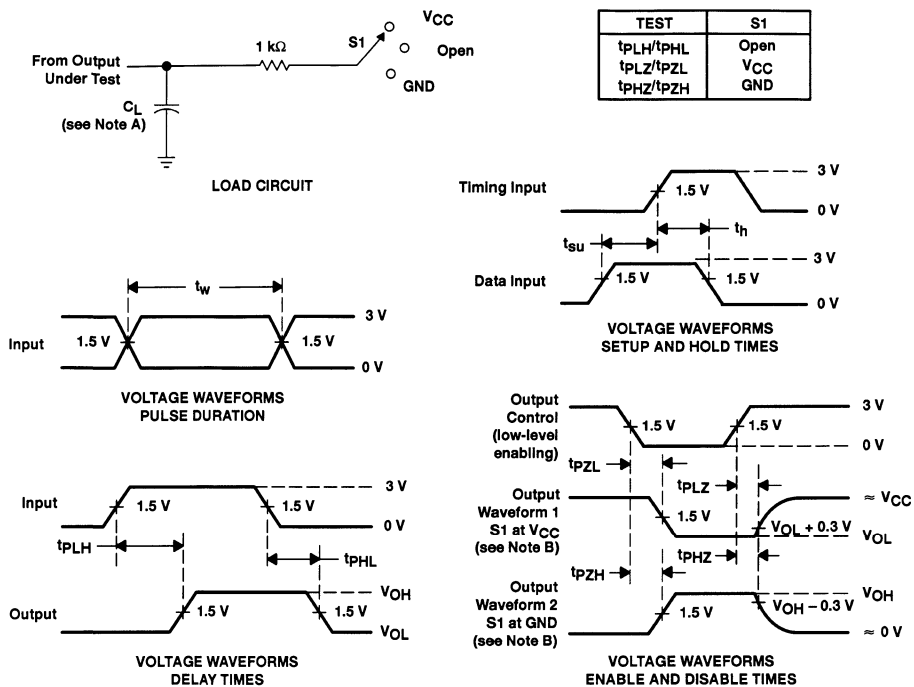 From Output
Under Test
1 kΩ
S1
VCC
Open
GND
CL
(see Note A)
LOAD CIRCUIT
TEST S1
tPLH/tPHL Open
tPLZ/tPZL VCC
tPHZ/tPZH GND
Timing Input
1.5 V
3 V
0 V
tsu
th
Data Input
1.5 V
1.5 V
3 V
0 V
VOLTAGE WAVEFORMS
SETUP AND HOLD TIMES
tw
Input
1.5 V
1.5 V
3 V
0 V
VOLTAGE WAVEFORMS
PULSE DURATION
Input
1.5 V
1.5 V
3 V
0 V
tPLH
tPHL
Output
1.5 V
1.5 V
VOH
VOL
VOLTAGE WAVEFORMS
DELAY TIMES
Output
Control
(low-level
enabling)
1.5 V
1.5 V
3 V
0 V
tPZL
tPLZ
Output
Waveform 1
S1 at VCC
(see Note B)
1.5 V
≈ VCC
VOL + 0.3 V
VOL
tPZH
tPHZ
Output
Waveform 2
S1 at GND
(see Note B)
1.5 V
VOH
VOH − 0.3 V
≈ 0 V
VOLTAGE WAVEFORMS
ENABLE AND DISABLE TIMES